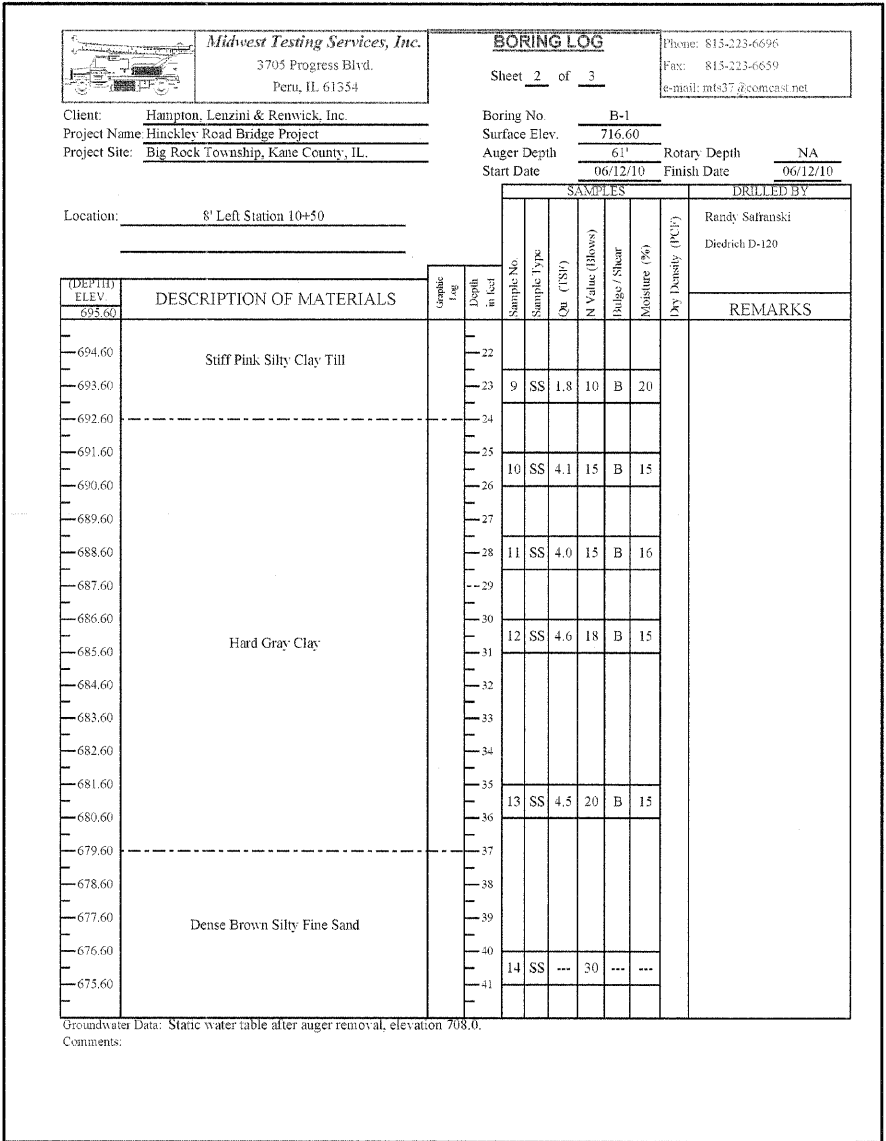 Midwest Testing Services, Inc.
3705 Progress Blvd.
Peru, IL 61354
BORING LOG
Sheet 2 of 3
Phone: 815-223-6696
Fax: 815-223-6659
e-mail: mts37@comcast.net
Client: Hampton, Lenzini & Renwick, Inc.
Project Name: Hinckley Road Bridge Project
Project Site: Big Rock Township, Kane County, IL.
Boring No. B-1
Surface Elev. 716.60
Auger Depth 61' Rotary Depth NA
Start Date 06/12/10 Finish Date 06/12/10
SAMPLES DRILLED BY
Location: 8' Left Station 10+50
Randy Safranski
Diedrich D-120
(DEPTH)
ELEV.
695.60
DESCRIPTION OF MATERIALS
Graphic Log
Depth in feet
Sample No.
Sample Type
Qu (TSF)
N Value (Blows)
Bulge / Shear
Moisture (%)
Dry Density (PCF)
REMARKS
694.60 Stiff Pink Silty Clay Till 22
693.60 23 9 SS 1.8 10 B 20
692.60 24
691.60 25
10 SS 4.1 15 B 15
690.60 26
689.60 27
688.60 28 11 SS 4.0 15 B 16
687.60 29
686.60 30
Hard Gray Clay 12 SS 4.6 18 B 15
685.60 31
684.60 32
683.60 33
682.60 34
681.60 35
13 SS 4.5 20 B 15
680.60 36
679.60 37
678.60 38
677.60 39
Dense Brown Silty Fine Sand
676.60 40
14 SS --- 30 --- ---
675.60 41
Groundwater Data: Static water table after auger removal, elevation 708.0.
Comments: